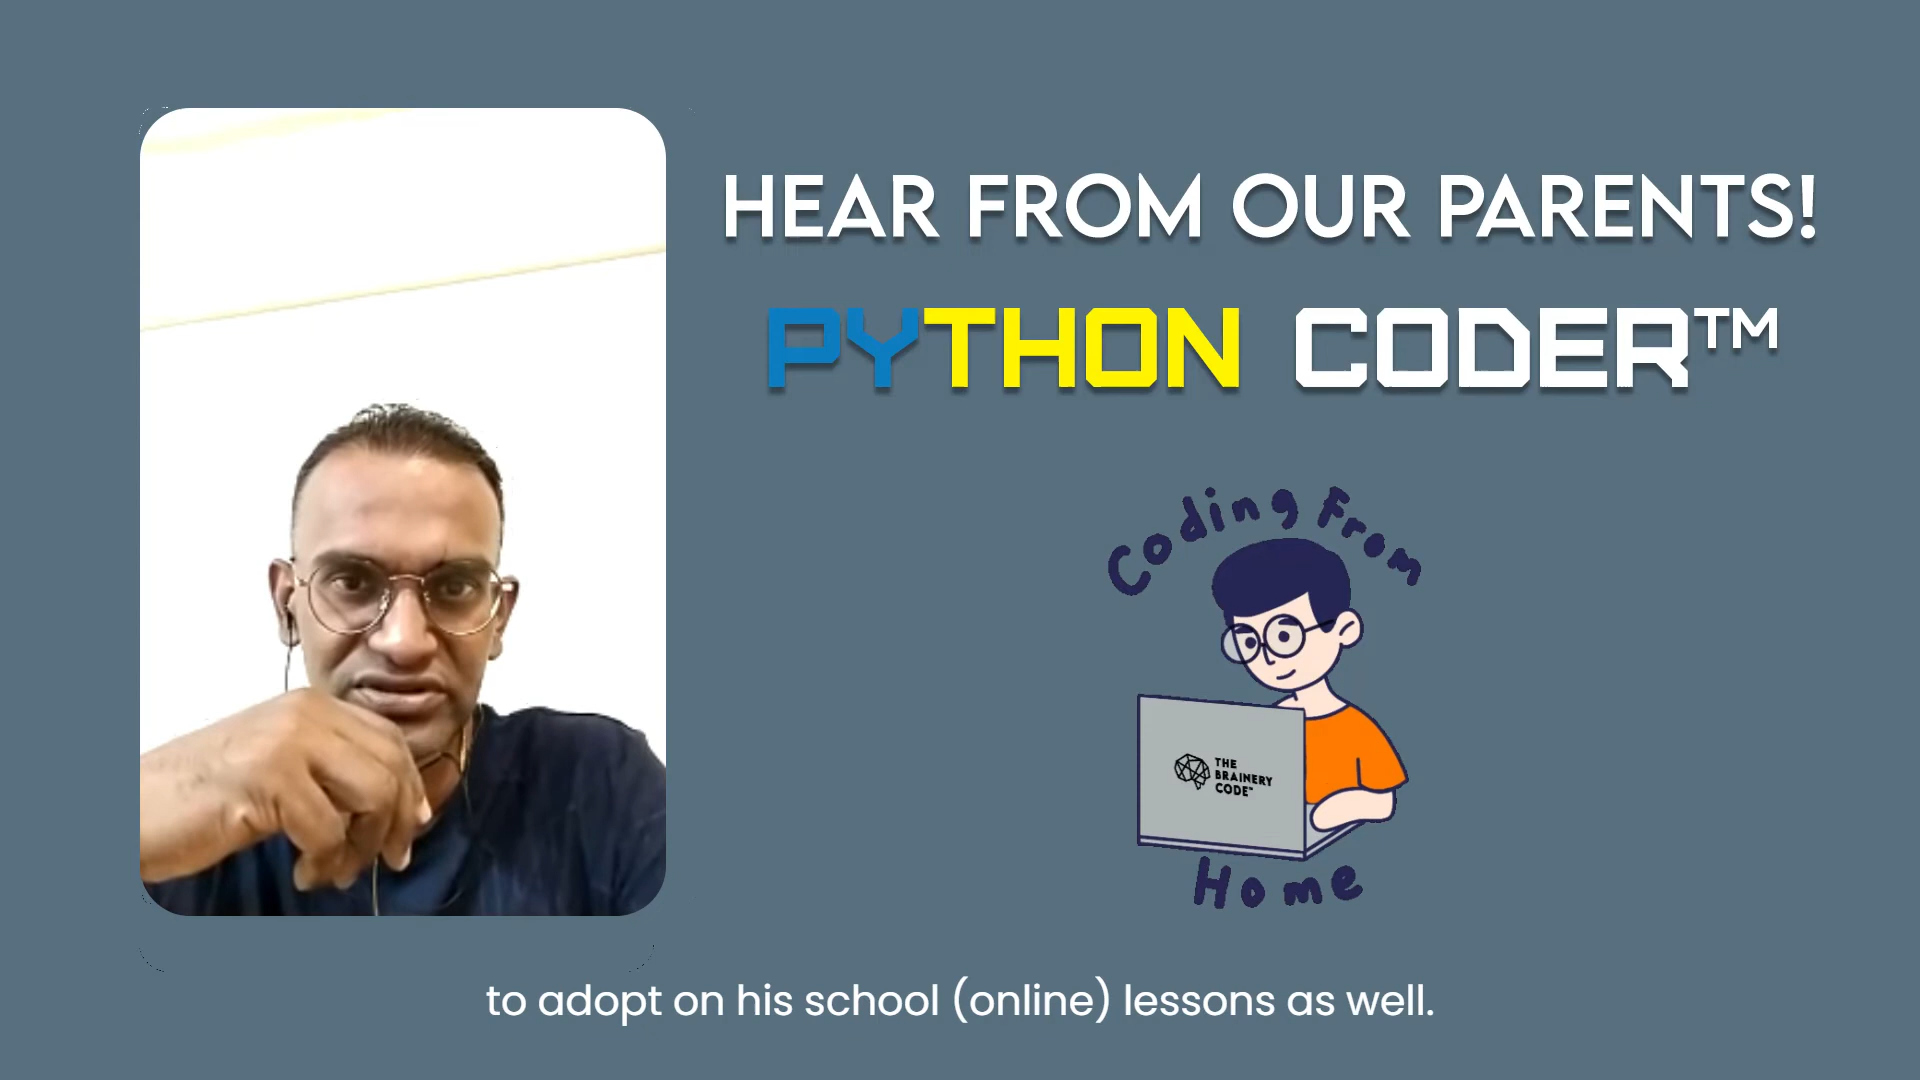 HEAR FROM OUR PARENTS!
PYTHON CODER™
Coding From
THE
BRAINERY
CODE™
Home
to adopt on his school (online) lessons as well.